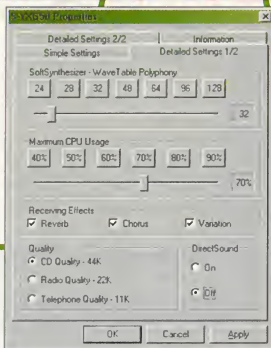 Properties
Detailed Settings 2/2 Information
Simple Settings Detailed Settings 1/2
SoftSynthesizer - WaveTable Polyphony
24 28 32 48 64 96 128
32
Maximum CPU Usage
40% 50% 60% 70% 80% 90%
70%
Receiving Effects
Reverb Chorus Variation
Quality DirectSound
CD Quality - 44K On
Radio Quality - 22K Off
Telephone Quality - 11K
OK Cancel Apply